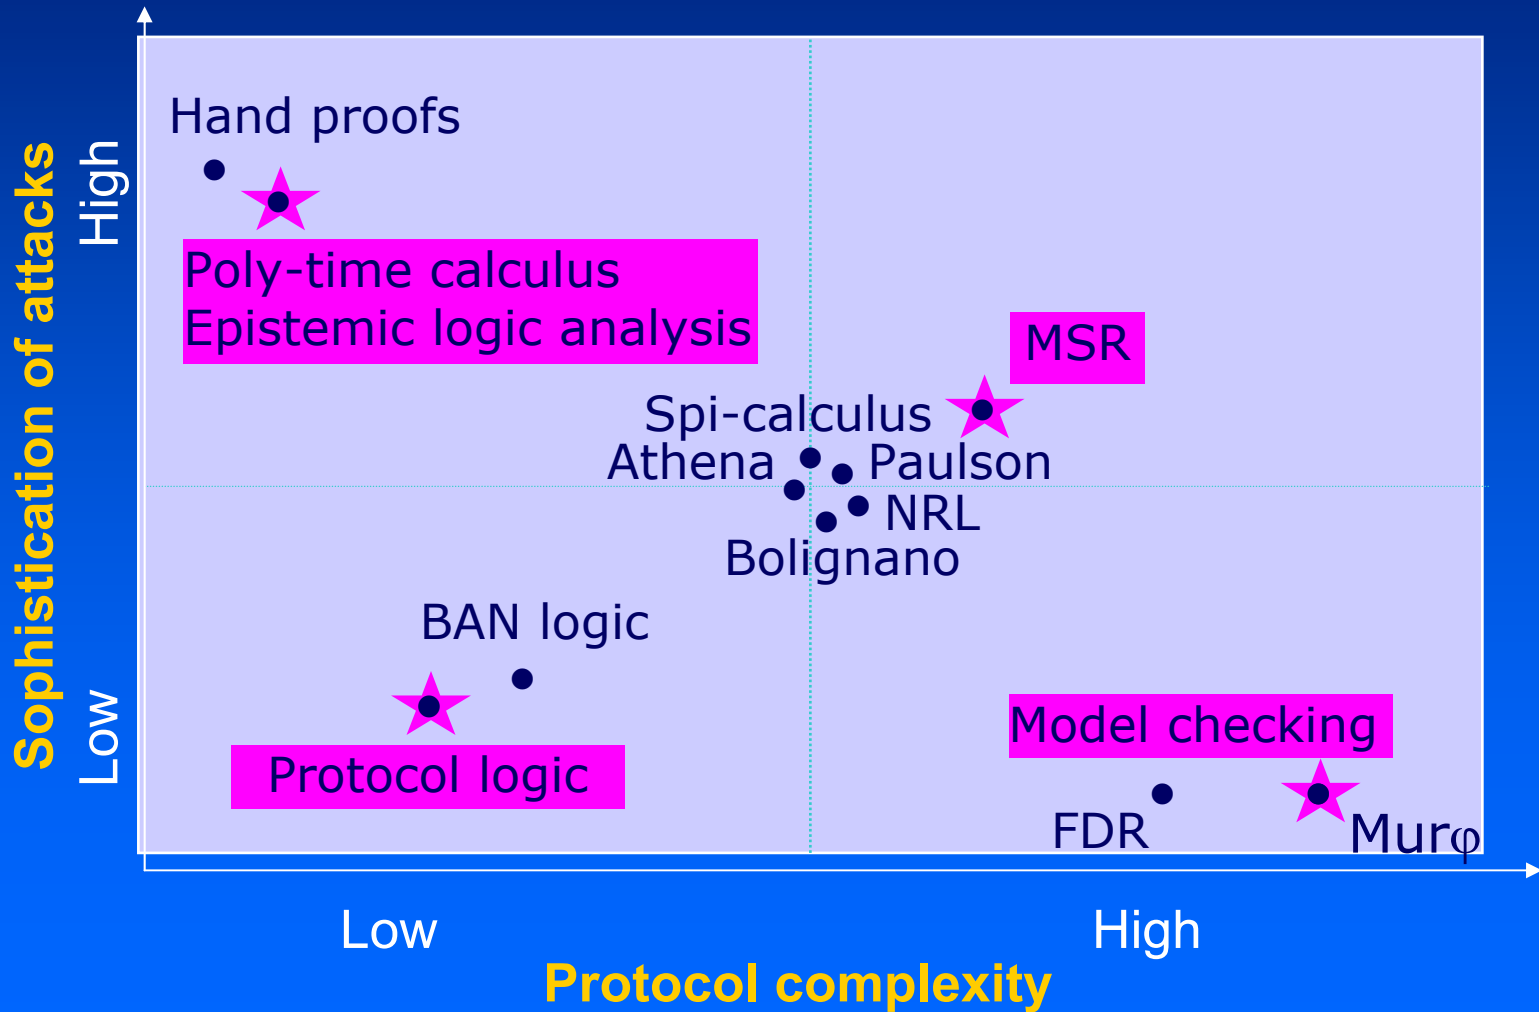 Sophistication of attacks
High
Low
Hand proofs
Poly-time calculus
Epistemic logic analysis
MSR
Spi-calculus
Athena
Paulson
NRL
Bolignano
BAN logic
Protocol logic
Model checking
FDR
Murφ
Low
High
Protocol complexity